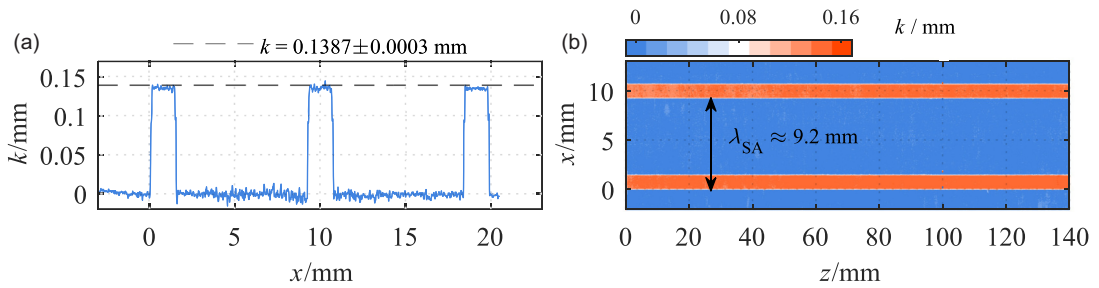 (a)
k = 0.1387±0.0003 mm
0.15
0.1
0.05
0
k/mm
0 5 10 15 20
x/mm
(b)
0 0.08 0.16 k / mm
10
5
0
x/mm
λSA ≈ 9.2 mm
0 20 40 60 80 100 120 140
z/mm